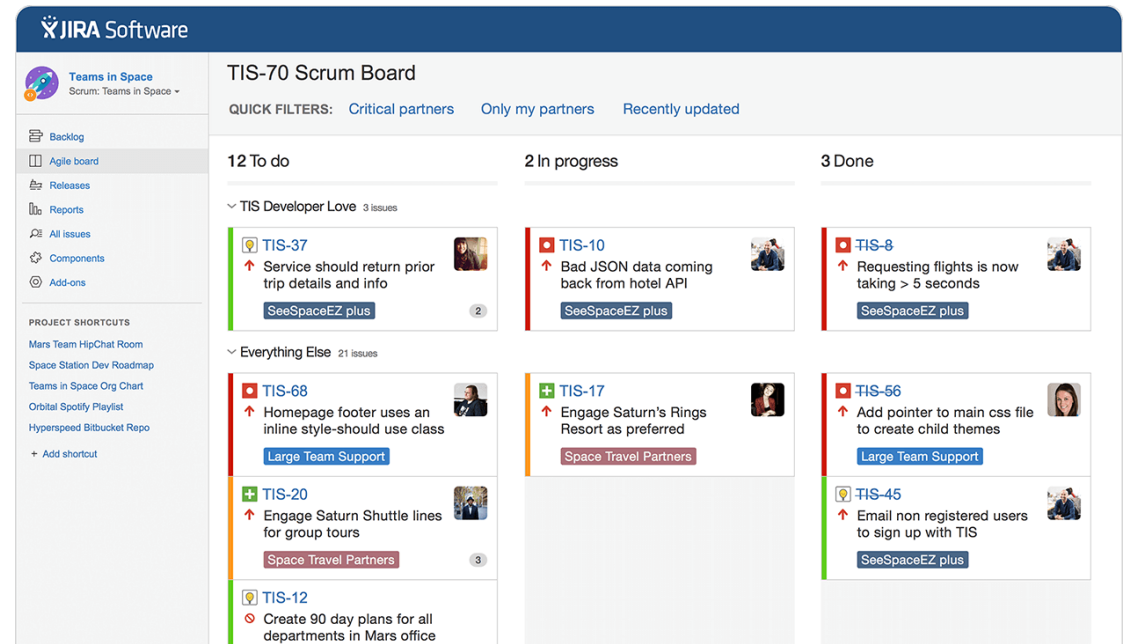 JIRA Software
Teams in Space
Scrum: Teams in Space
Backlog
Agile board
Releases
Reports
All issues
Components
Add-ons
PROJECT SHORTCUTS
Mars Team HipChat Room
Space Station Dev Roadmap
Teams in Space Org Chart
Orbital Spotify Playlist
Hyperspeed Bitbucket Repo
+ Add shortcut
TIS-70 Scrum Board
QUICK FILTERS: Critical partners Only my partners Recently updated
12 To do
2 In progress
3 Done
TIS Developer Love 3 issues
TIS-37
Service should return prior
trip details and info
SeeSpaceEZ plus
2
TIS-10
Bad JSON data coming
back from hotel API
SeeSpaceEZ plus
TIS-8
Requesting flights is now
taking > 5 seconds
SeeSpaceEZ plus
Everything Else 21 issues
TIS-68
Homepage footer uses an
inline style-should use class
Large Team Support
TIS-20
Engage Saturn Shuttle lines
for group tours
Space Travel Partners
3
TIS-12
Create 90 day plans for all
departments in Mars office
TIS-17
Engage Saturn's Rings
Resort as preferred
Space Travel Partners
TIS-56
Add pointer to main css file
to create child themes
Large Team Support
TIS-45
Email non registered users
to sign up with TIS
SeeSpaceEZ plus